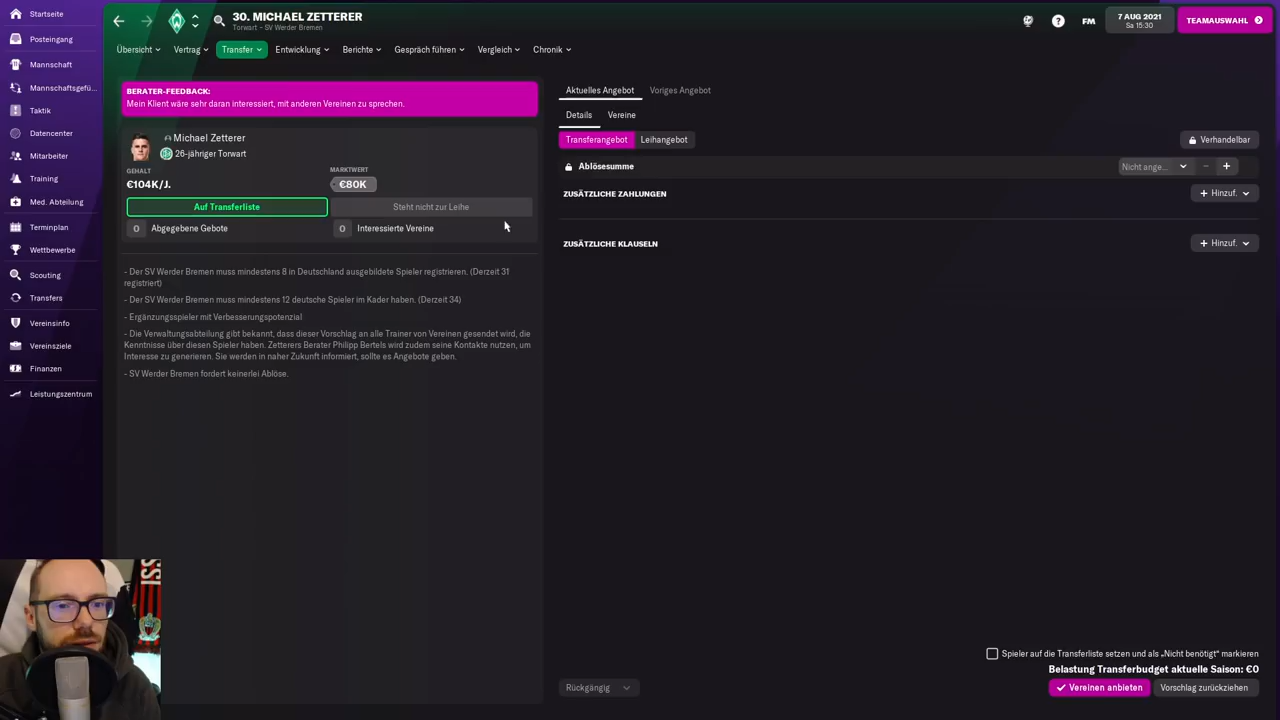 Startseite
Posteingang
Mannschaft
Mannschaftsgefü...
Taktik
Datencenter
Mitarbeiter
Training
Med. Abteilung
Terminplan
Wettbewerbe
Scouting
Transfers
Vereinsinfo
Vereinsziele
Finanzen
Leistungszentrum
30. MICHAEL ZETTERER
Torwart - SV Werder Bremen
FM
7 AUG 2021
Sa 15:30
TEAMAUSWAHL
Übersicht
Vertrag
Transfer
Entwicklung
Berichte
Gespräch führen
Vergleich
Chronik
BERATER-FEEDBACK:
Mein Klient wäre sehr daran interessiert, mit anderen Vereinen zu sprechen.
Michael Zetterer
26-jähriger Torwart
GEHALT
€104K/J.
MARKTWERT
€80K
Auf Transferliste
Steht nicht zur Leihe
0 Abgegebene Gebote
0 Interessierte Vereine
- Der SV Werder Bremen muss mindestens 8 in Deutschland ausgebildete Spieler registrieren. (Derzeit 31
registriert)
- Der SV Werder Bremen muss mindestens 12 deutsche Spieler im Kader haben. (Derzeit 34)
- Ergänzungsspieler mit Verbesserungspotenzial
- Die Verwaltungsabteilung gibt bekannt, dass dieser Vorschlag an alle Trainer von Vereinen gesendet wird, die
Kenntnisse über diesen Spieler haben. Zetterers Berater Philipp Bertels wird zudem seine Kontakte nutzen, um
Interesse zu generieren. Sie werden in naher Zukunft informiert, sollte es Angebote geben.
- SV Werder Bremen fordert keinerlei Ablöse.
Aktuelles Angebot
Voriges Angebot
Details
Vereine
Transferangebot
Leihangebot
Verhandelbar
Ablösesumme
Nicht ange...
ZUSÄTZLICHE ZAHLUNGEN
+ Hinzuf.
ZUSÄTZLICHE KLAUSELN
+ Hinzuf.
Spieler auf die Transferliste setzen und als „Nicht benötigt" markieren
Belastung Transferbudget aktuelle Saison: €0
Rückgängig
Vereinen anbieten
Vorschlag zurückziehen